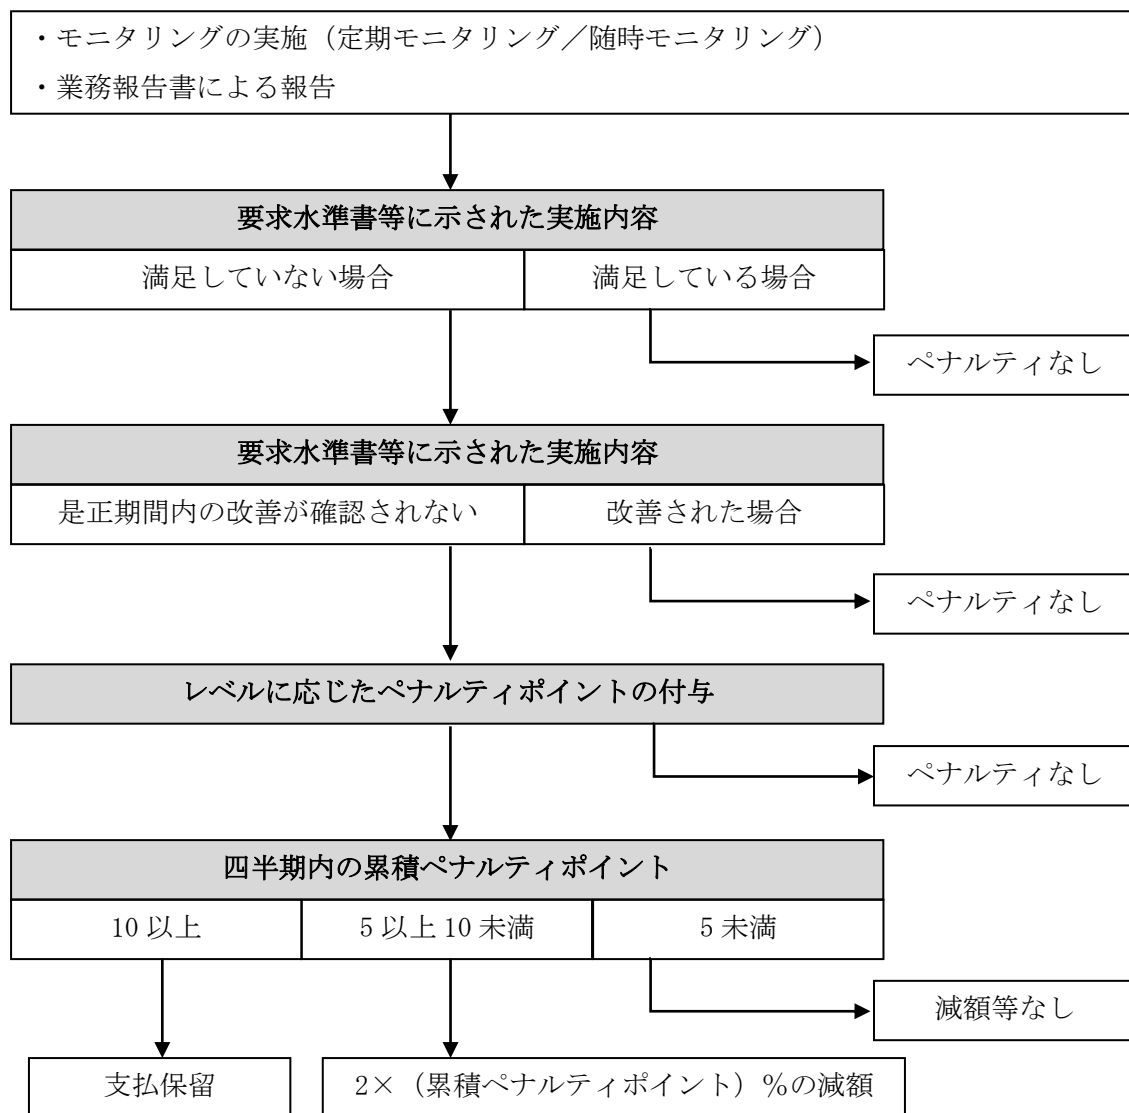 ・モニタリングの実施（定期モニタリング／随時モニタリング）
・業務報告書による報告
要求水準書等に示された実施内容
満足していない場合
満足している場合
ペナルティなし
要求水準書等に示された実施内容
是正期間内の改善が確認されない
改善された場合
ペナルティなし
レベルに応じたペナルティポイントの付与
ペナルティなし
四半期内の累積ペナルティポイント
10 以上
5 以上 10 未満
5 未満
減額等なし
支払保留
2×（累積ペナルティポイント）％の減額